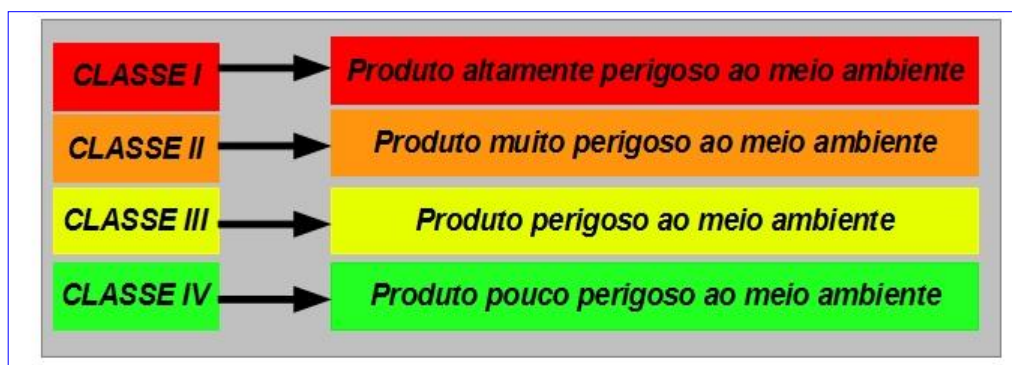 CLASSE I Produto altamente perigoso ao meio ambiente
CLASSE II Produto muito perigoso ao meio ambiente
CLASSE III Produto perigoso ao meio ambiente
CLASSE IV Produto pouco perigoso ao meio ambiente